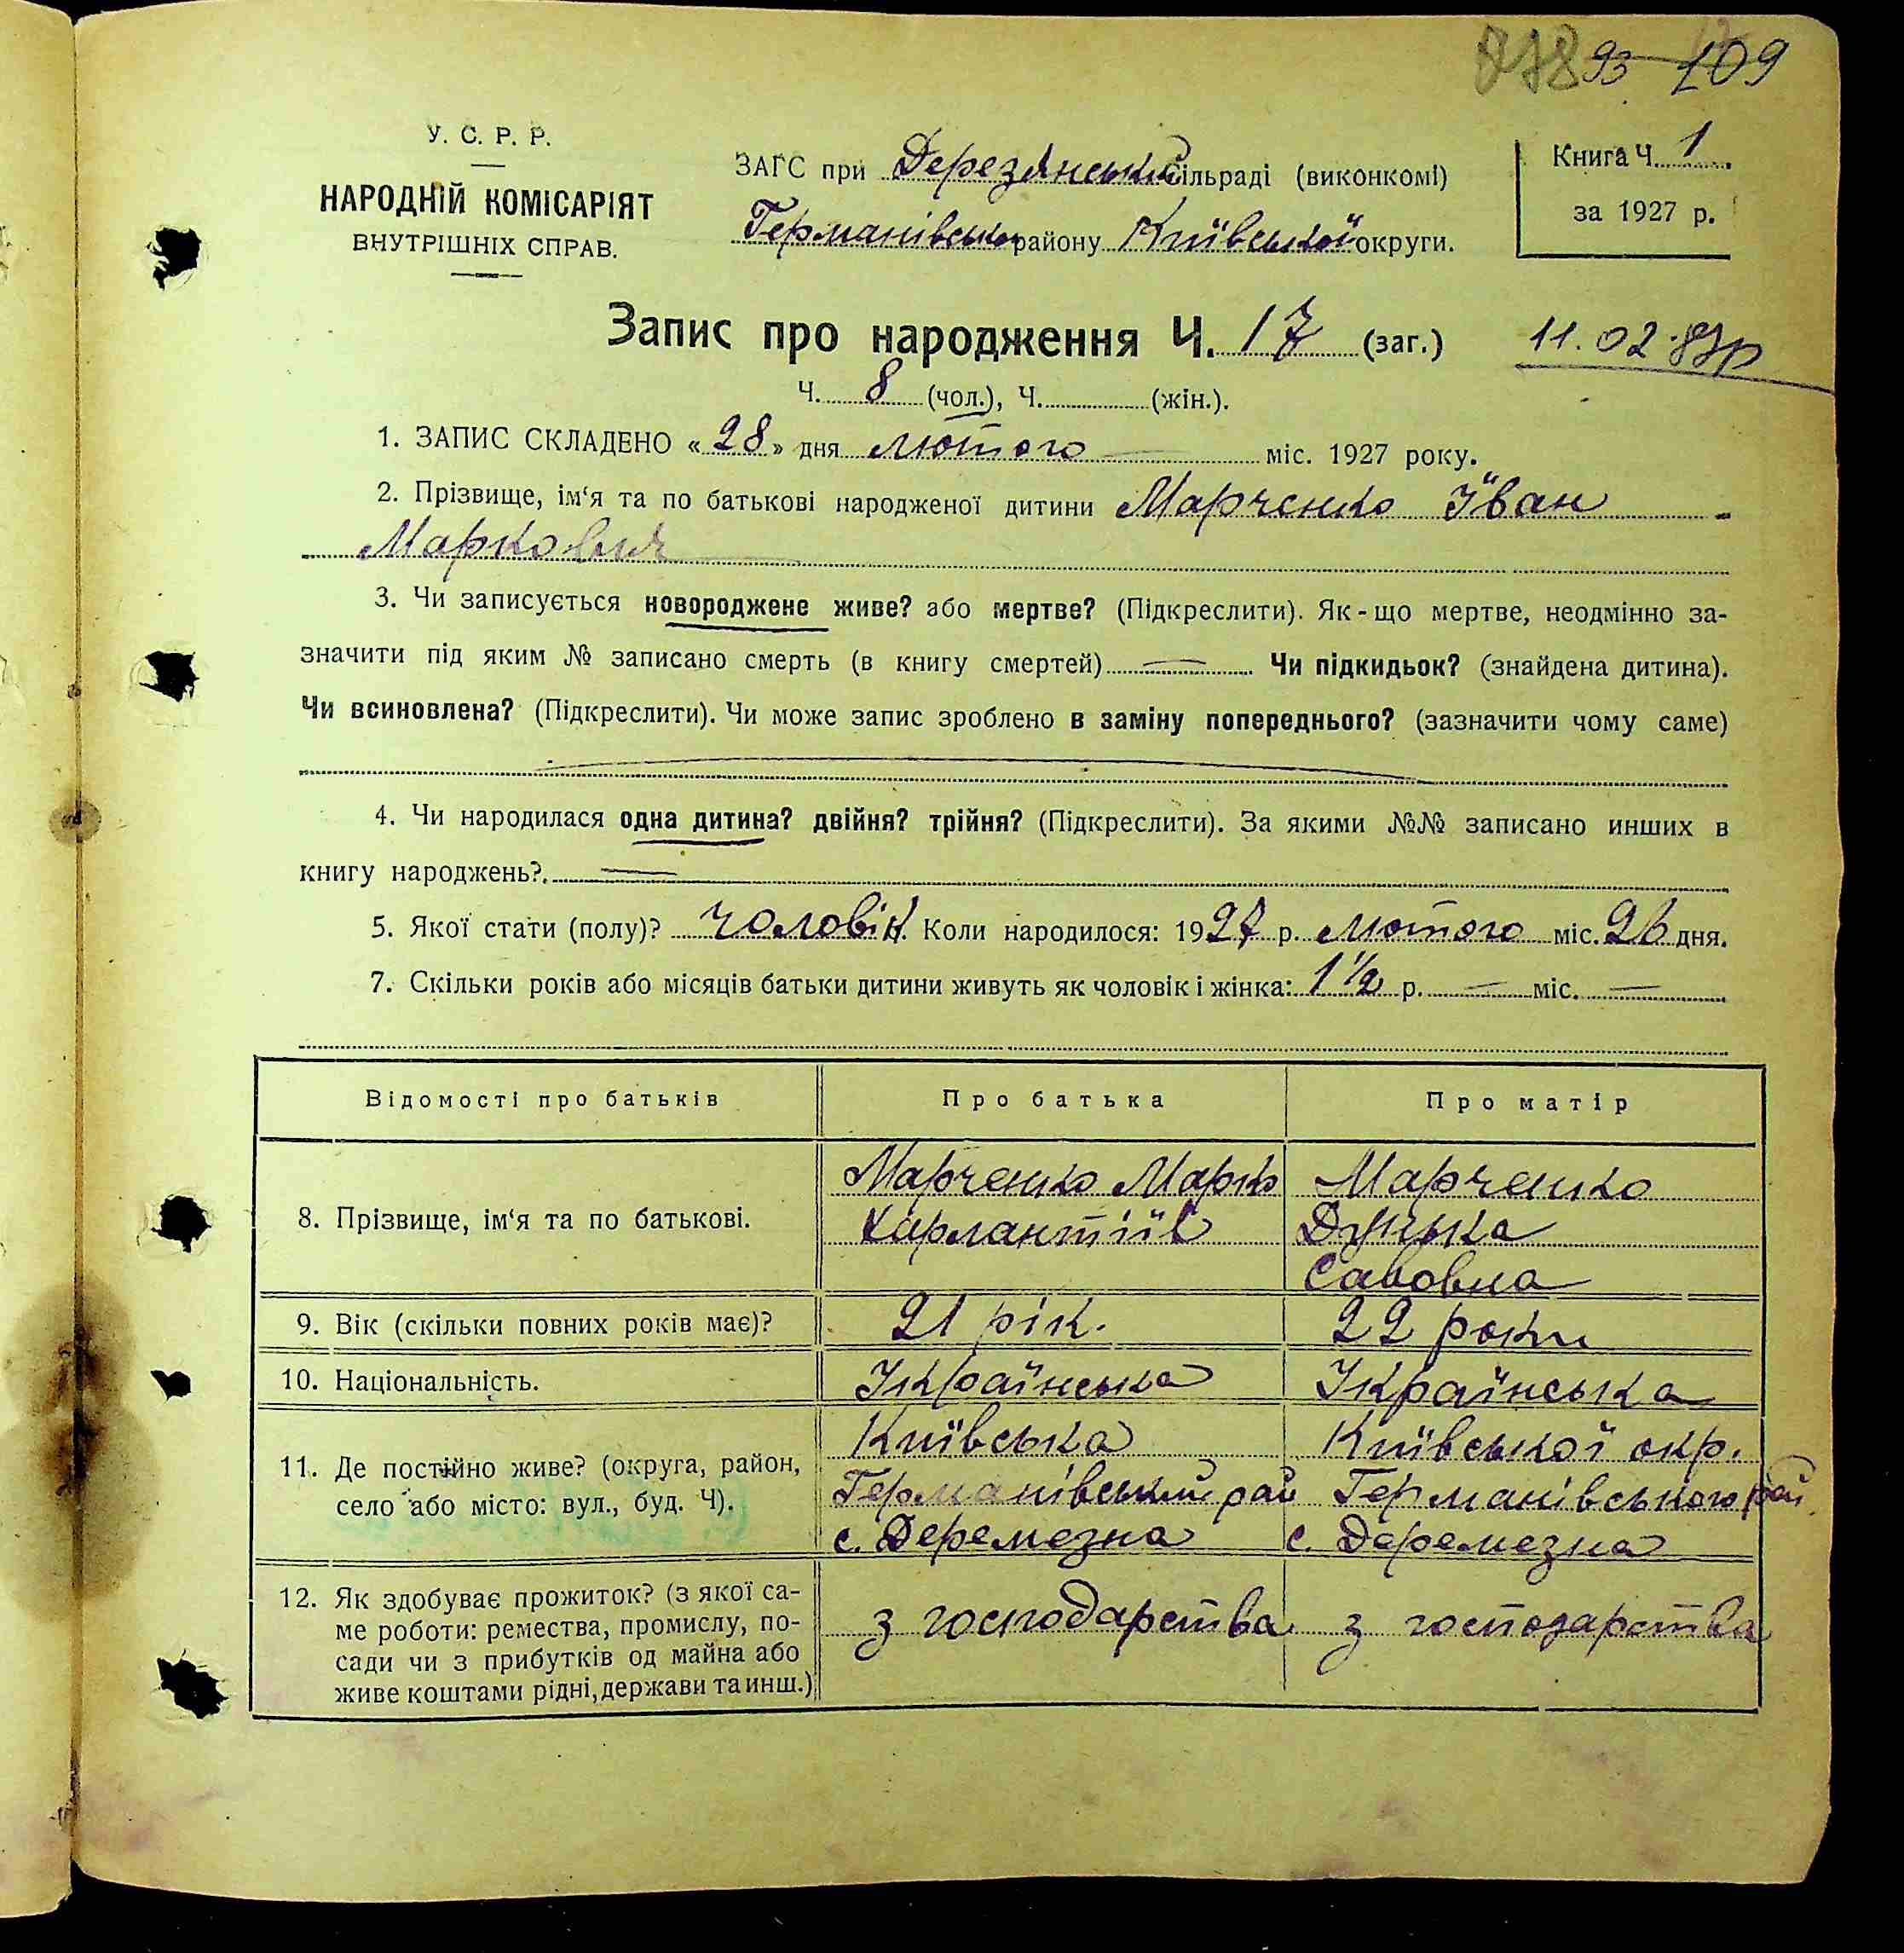 93 109
У. С. Р. Р.
НАРОДНІЙ КОМІСАРІЯТ
ВНУТРІШНІХ СПРАВ.
ЗАГС при Дерезянській сільраді (виконкомі)
Германівського району Київської округи.
Книга Ч. 1
за 1927 р.
Запис про народження Ч. 17 (заг.)
11.02.
Ч. 8 (чол.), Ч. (жін.).
1. ЗАПИС СКЛАДЕНО «28» дня лютого міс. 1927 року.
2. Прізвище, ім‘я та по батькові народженої дитини Марченко Іван
Маркович
3. Чи записується новороджене живе? або мертве? (Підкреслити). Як-що мертве, неодмінно за-
значити під яким № записано смерть (в книгу смертей) — Чи підкидьок? (знайдена дитина).
Чи всиновлена? (Підкреслити). Чи може запис зроблено в заміну попереднього? (зазначити чому саме)
4. Чи народилася одна дитина? двійня? трійня? (Підкреслити). За якими №№ записано инших в
книгу народжень?. —
5. Якої стати (полу)? чоловік. Коли народилося: 1927 р. лютого міс. 26 дня.
7. Скільки років або місяців батьки дитини живуть як чоловік і жінка: 1 1/2 р. — міс. —
Відомості про батьків
Про батька
Про матір
8. Прізвище, ім‘я та по батькові.
Марченко Марко
Харлантіїв
Марченко
Дунька
Савовна
9. Вік (скільки повних років має)?
21 рік.
22 роки
10. Національність.
Українська
Українська
11. Де постійно живе? (округа, район,
село або місто: вул., буд. Ч).
Київська
Германівський рай
с. Деремезна
Київської окр.
Германівського рай
с. Деремезна
12. Як здобуває прожиток? (з якої са-
ме роботи: ремества, промислу, по-
сади чи з прибутків од майна або
живе коштами рідні, держави та инш.)
з господарства
з господарства